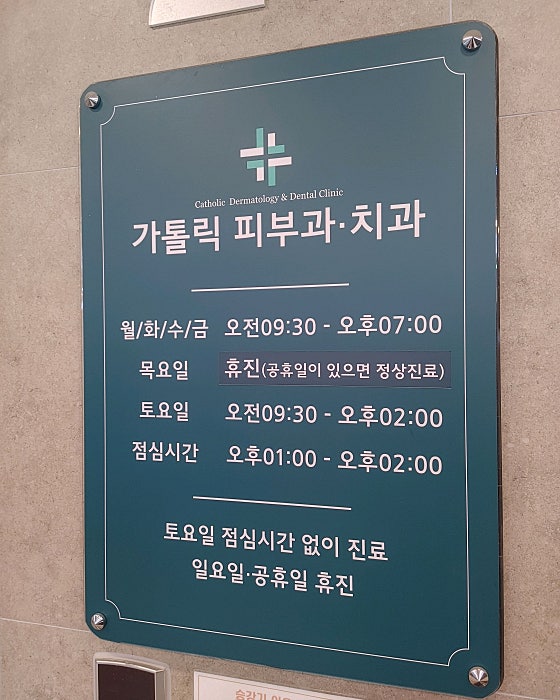 Catholic Dermatology & Dental Clinic
가톨릭 피부과·치과
월/화/수/금 오전09:30 - 오후07:00
목요일 휴진(공휴일이 있으면 정상진료)
토요일 오전09:30 - 오후02:00
점심시간 오후01:00 - 오후02:00
토요일 점심시간 없이 진료
일요일·공휴일 휴진
승강기